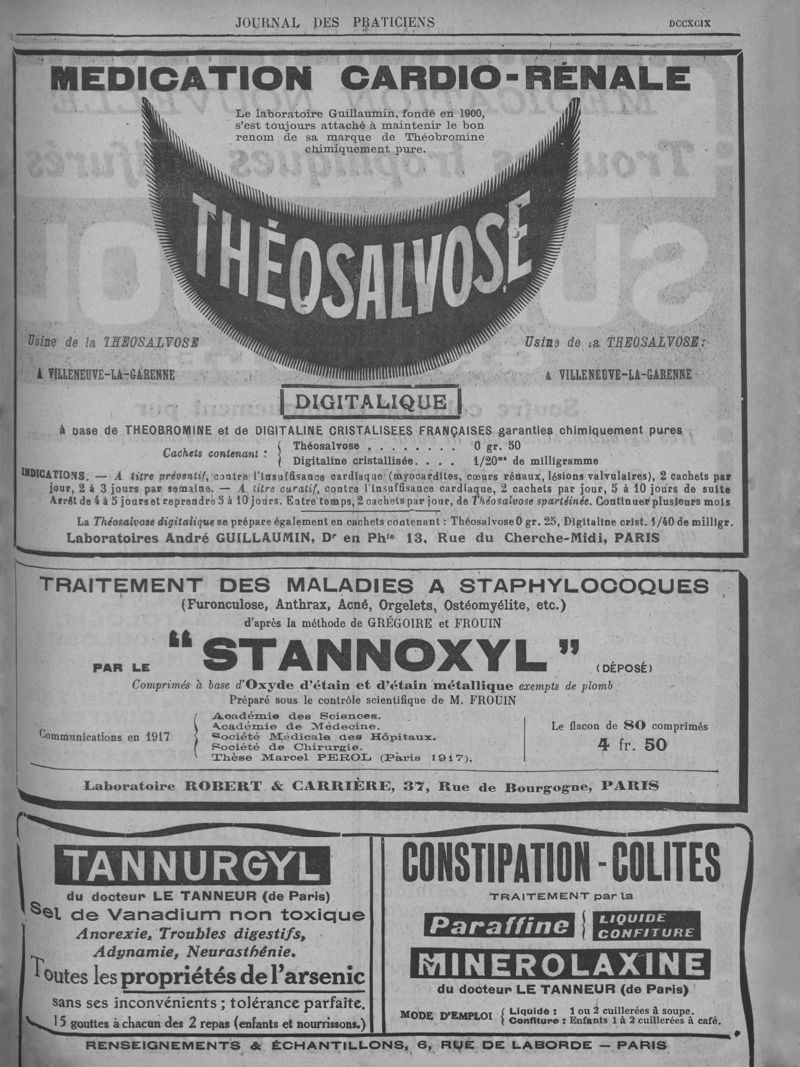 JOURNAL DES PRATICIENS
DCCXCIX
MEDICATION CARDIO-RÉNALE
Le laboratoire Guillaumin, fondé en 1900,
s'est toujours attaché à maintenir le bon
renom de sa marque de Théobromine
chimiquement pure.
THÉOSALVOSE
Usine de la THEOSALVOSE
À VILLENEUVE-LA-GARENNE
Usine de la THEOSALVOSE:
À VILLENEUVE-LA-GARENNE
DIGITALIQUE
à base de THEOBROMINE et de DIGITALINE CRISTALISEES FRANÇAISES garanties chimiquement pures
Cachets contenant : { Théosalvose . . . . . . . . 0 gr. 50
Digitaline cristallisée. . . . 1/20me de milligramme
INDICATIONS. — A titre préventif, contre l'insuffisance cardiaque (myocardites, cœurs rénaux, lésions valvulaires), 2 cachets par
jour, 2 à 3 jours par semaine. — A titre curatif, contre l'insuffisance cardiaque, 2 cachets par jour, 5 à 10 jours de suite
Arrêt de 4 à 5 jours et reprendre 5 à 10 jours. Entre temps, 2 cachets par jour, de Théosalvose spartéinée. Continuer plusieurs mois
La Théosalvose digitalique se prépare également en cachets contenant : Théosalvose 0 gr. 25, Digitaline crist. 1/40 de milligr.
Laboratoires André GUILLAUMIN, Dr en Phie 13, Rue du Cherche-Midi, PARIS
TRAITEMENT DES MALADIES A STAPHYLOCOQUES
(Furonculose, Anthrax, Acné, Orgelets, Ostéomyélite, etc.)
d'après la méthode de GRÉGOIRE et FROUIN
PAR LE "STANNOXYL" (DÉPOSÉ)
Comprimés à base d'Oxyde d'étain et d'étain métallique exempts de plomb
Préparé sous le contrôle scientifique de M. FROUIN
Communications en 1917
Académie des Sciences.
Académie de Médecine.
Société Médicale des Hôpitaux.
Société de Chirurgie.
Thèse Marcel PEROL (Paris 1917).
Le flacon de 80 comprimés
4 fr. 50
Laboratoire ROBERT & CARRIÈRE, 37, Rue de Bourgogne, PARIS
TANNURGYL
du docteur LE TANNEUR (de Paris)
Sel de Vanadium non toxique
Anorexie, Troubles digestifs,
Adynamie, Neurasthénie.
Toutes les propriétés de l'arsenic
sans ses inconvénients ; tolérance parfaite.
15 gouttes à chacun des 2 repas (enfants et nourrissons.)
CONSTIPATION - COLITES
TRAITEMENT par la
Paraffine { LIQUIDE
CONFITURE
MINEROLAXINE
du docteur LE TANNEUR (de Paris)
MODE D'EMPLOI { Liquide : 1 ou 2 cuillerées à soupe.
Confiture : Enfants 1 à 2 cuillerées à café.
RENSEIGNEMENTS & ÉCHANTILLONS, 6, RUE DE LABORDE — PARIS